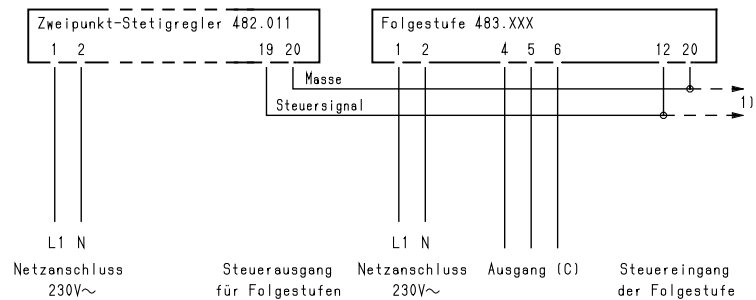 Zweipunkt-Stetigregler 482.011
1 2 19 20
Folgestufe 483.XXX
1 2 4 5 6 12 20
Masse
Steuersignal
1)
L1 N
L1 N
Netzanschluss
230V~
Steuerausgang
für Folgestufen
Netzanschluss
230V~
Ausgang (C)
Steuereingang
der Folgestufe